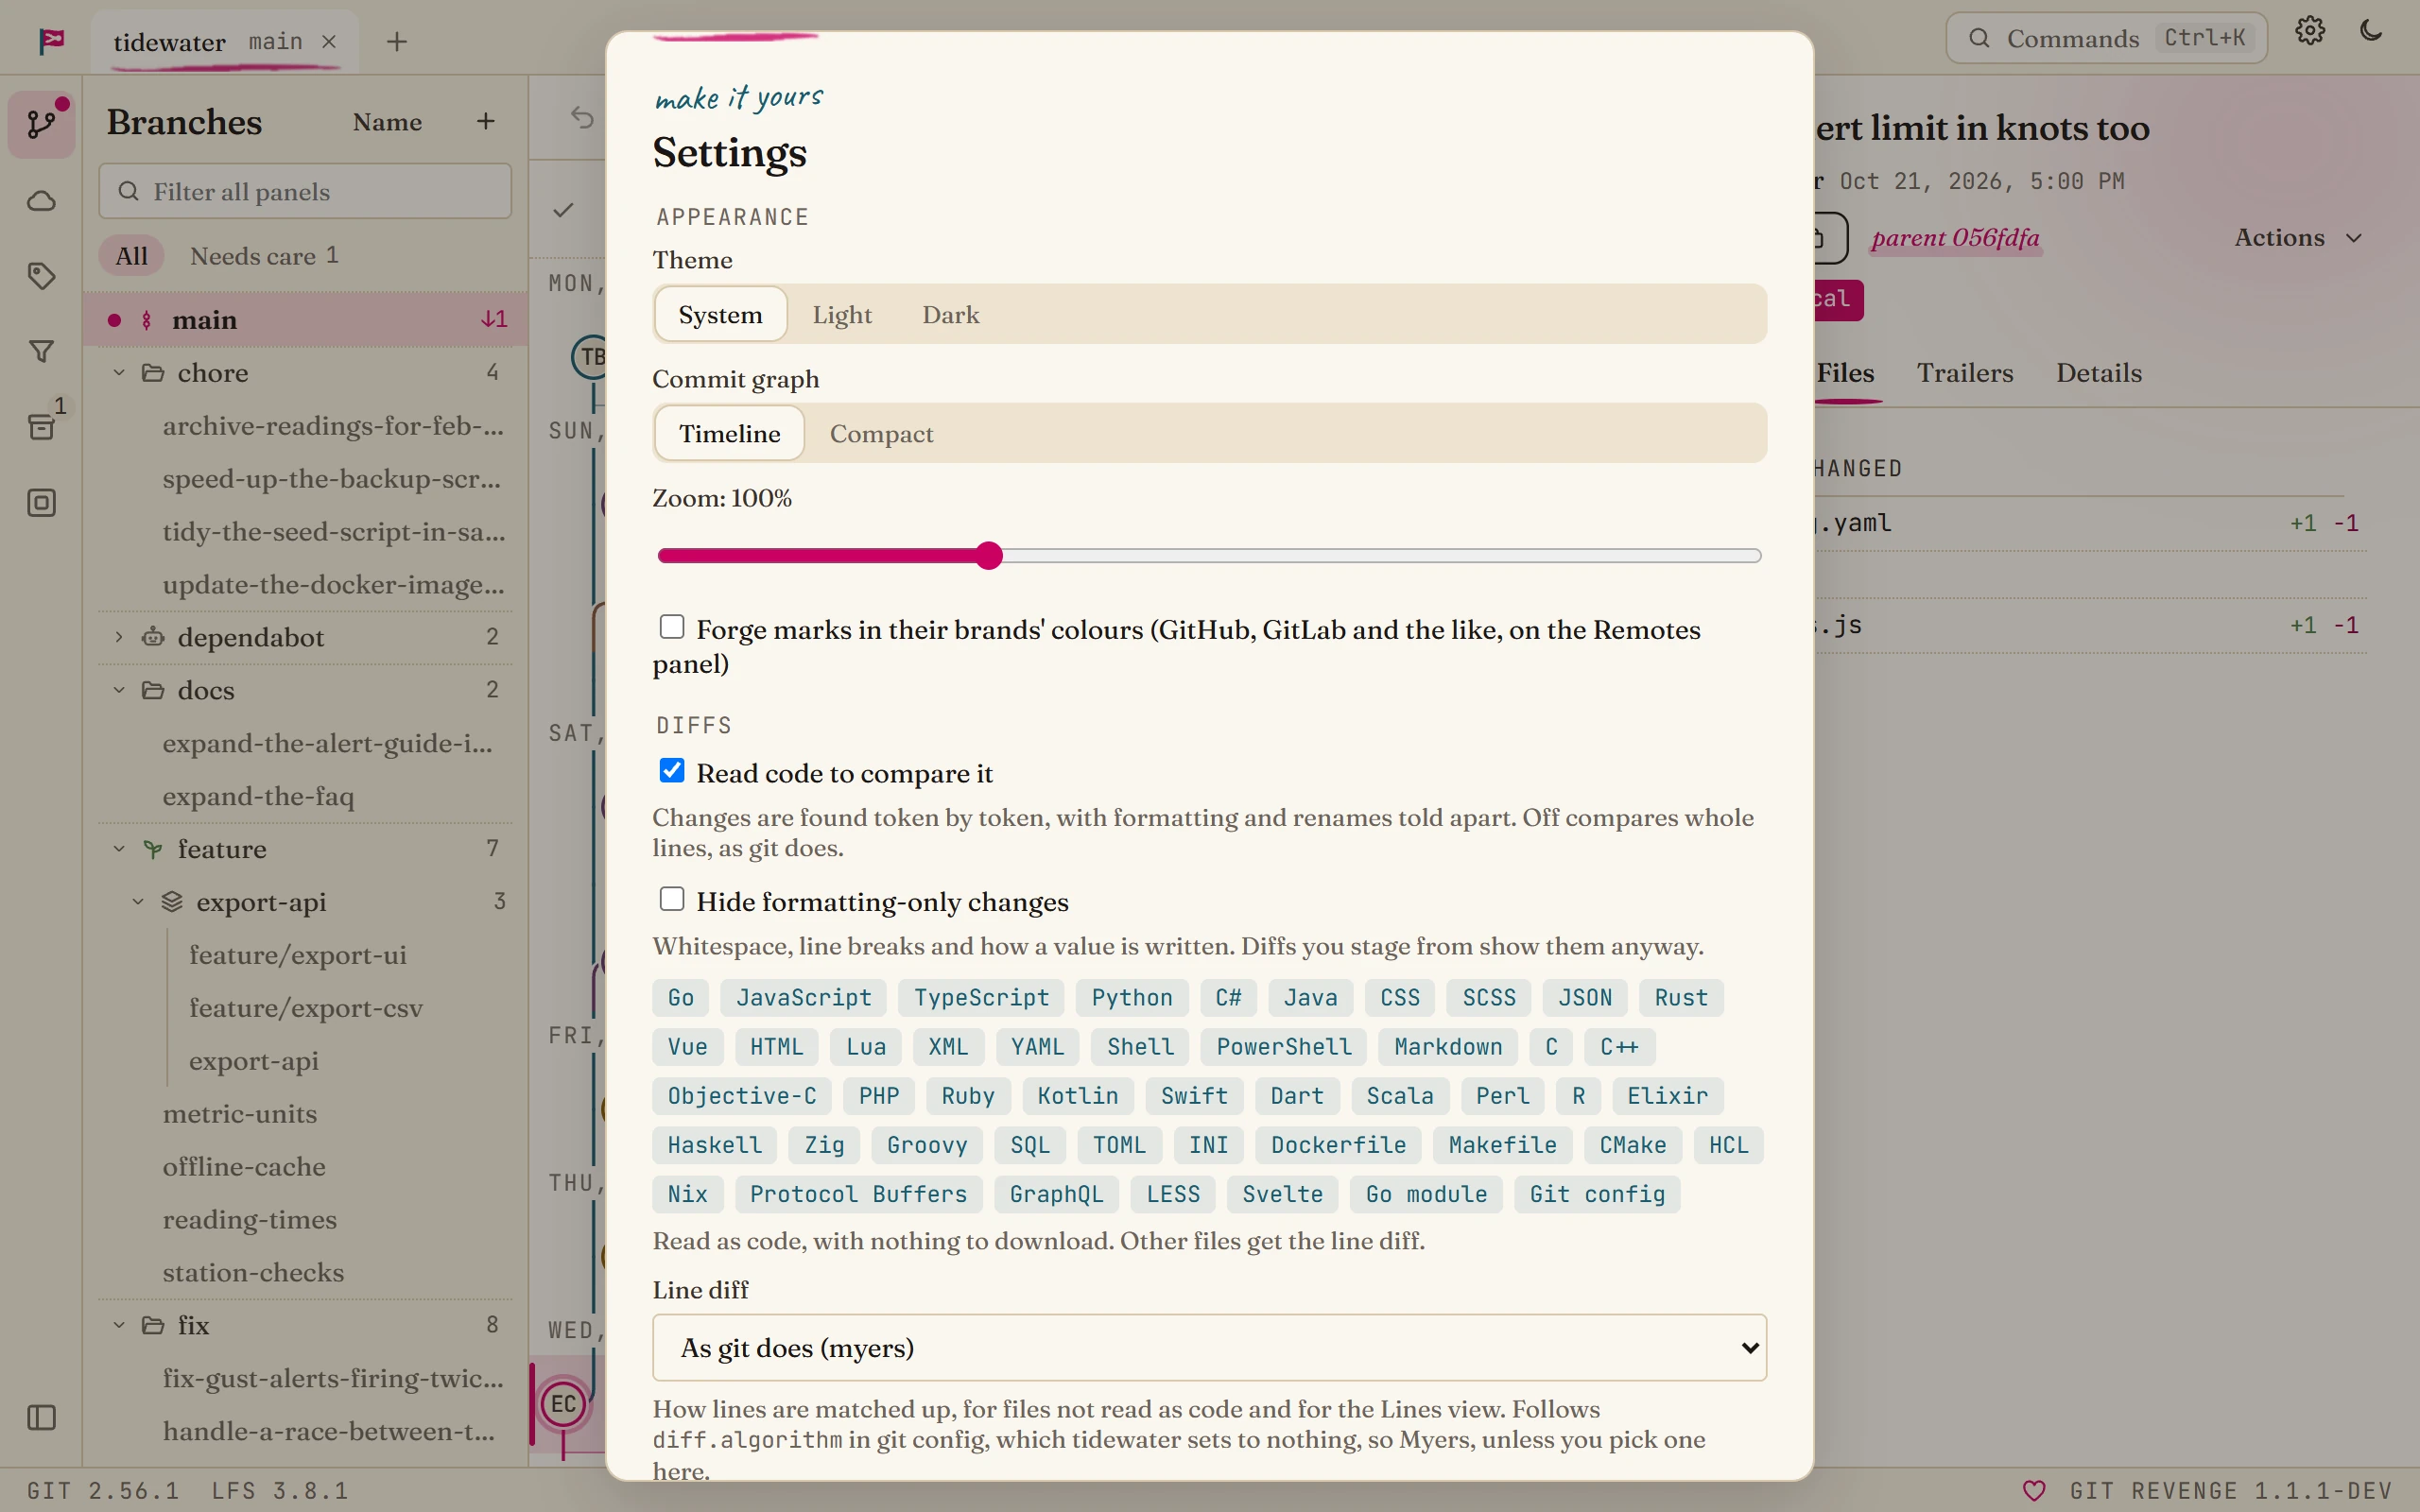 tidewater main
Commands Ctrl+K
Branches Name
Filter all panels
All Needs care 1
main 1
chore 4
archive-readings-for-feb-...
speed-up-the-backup-scr...
tidy-the-seed-script-in-sa...
update-the-docker-image...
dependabot 2
docs 2
expand-the-alert-guide-i...
expand-the-faq
feature 7
export-api 3
feature/export-ui
feature/export-csv
export-api
metric-units
offline-cache
reading-times
station-checks
fix 8
fix-gust-alerts-firing-twic...
handle-a-race-between-t...
1
MON,
TB
SUN,
SAT,
FRI,
THU,
WED,
EC
make it yours
Settings
APPEARANCE
Theme
System Light Dark
Commit graph
Timeline Compact
Zoom: 100%
Forge marks in their brands' colours (GitHub, GitLab and the like, on the Remotes
panel)
DIFFS
Read code to compare it
Changes are found token by token, with formatting and renames told apart. Off compares whole
lines, as git does.
Hide formatting-only changes
Whitespace, line breaks and how a value is written. Diffs you stage from show them anyway.
Go JavaScript TypeScript Python C# Java CSS SCSS JSON Rust
Vue HTML Lua XML YAML Shell PowerShell Markdown C C++
Objective-C PHP Ruby Kotlin Swift Dart Scala Perl R Elixir
Haskell Zig Groovy SQL TOML INI Dockerfile Makefile CMake HCL
Nix Protocol Buffers GraphQL LESS Svelte Go module Git config
Read as code, with nothing to download. Other files get the line diff.
Line diff
As git does (myers)
How lines are matched up, for files not read as code and for the Lines view. Follows
diff.algorithm in git config, which tidewater sets to nothing, so Myers, unless you pick one
here.
ert limit in knots too
r Oct 21, 2026, 5:00 PM
parent 056fdfa Actions
cal
Files Trailers Details
HANGED
.yaml +1 -1
s.js +1 -1
GIT 2.56.1 LFS 3.8.1
GIT REVENGE 1.1.1-DEV